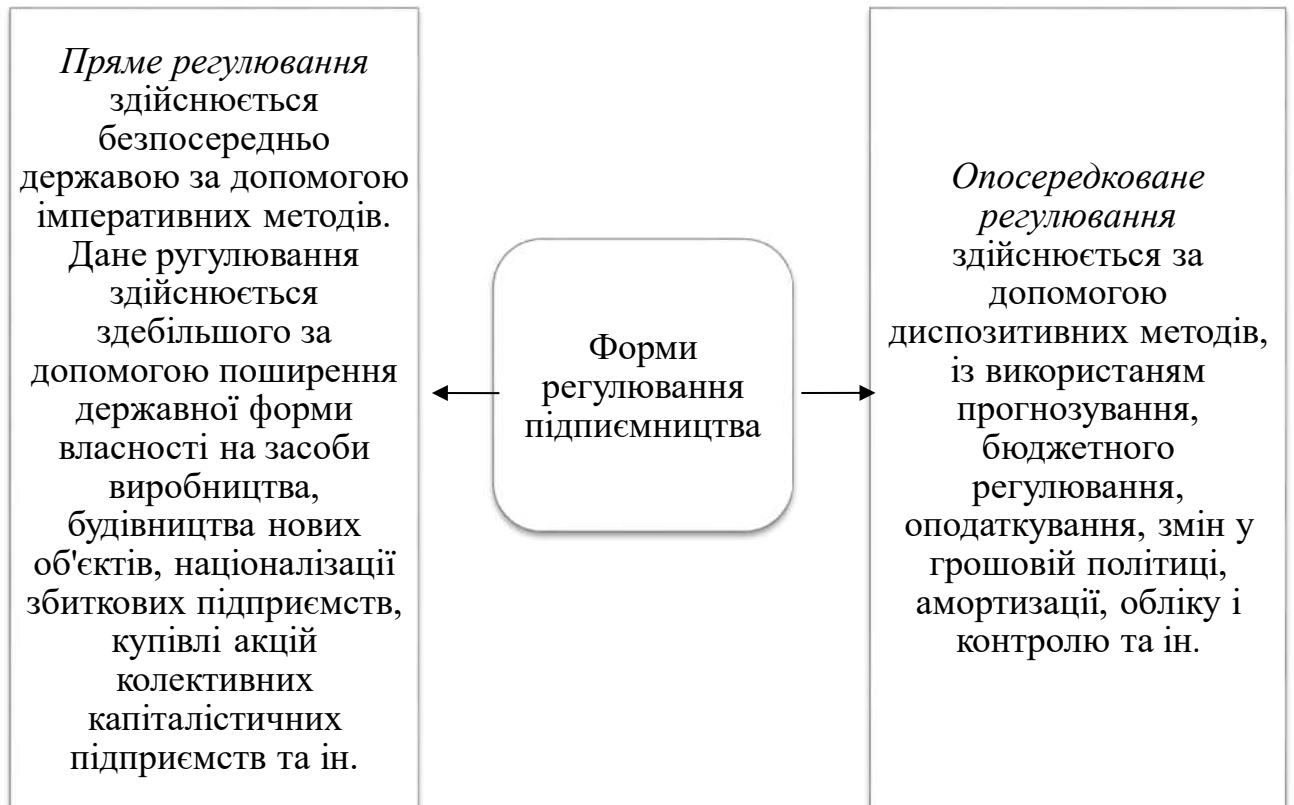 Пряме регулювання
здійснюється
безпосередньо
державою за допомогою
імперативних методів.
Дане ругулювання
здійснюється
здебільшого за
допомогою поширення
державної форми
власності на засоби
виробництва,
будівництва нових
об'єктів, націоналізації
збиткових підприємств,
купівлі акцій
колективних
капіталістичних
підприємств та ін.
Форми
регулювання
підписмництва
Опосередковане
регулювання
здійснюється за
допомогою
диспозитивних методів,
із використаням
прогнозування,
бюджетного
регулювання,
оподаткування, змін у
грошовій політиці,
амортизації, обліку і
контролю та ін.